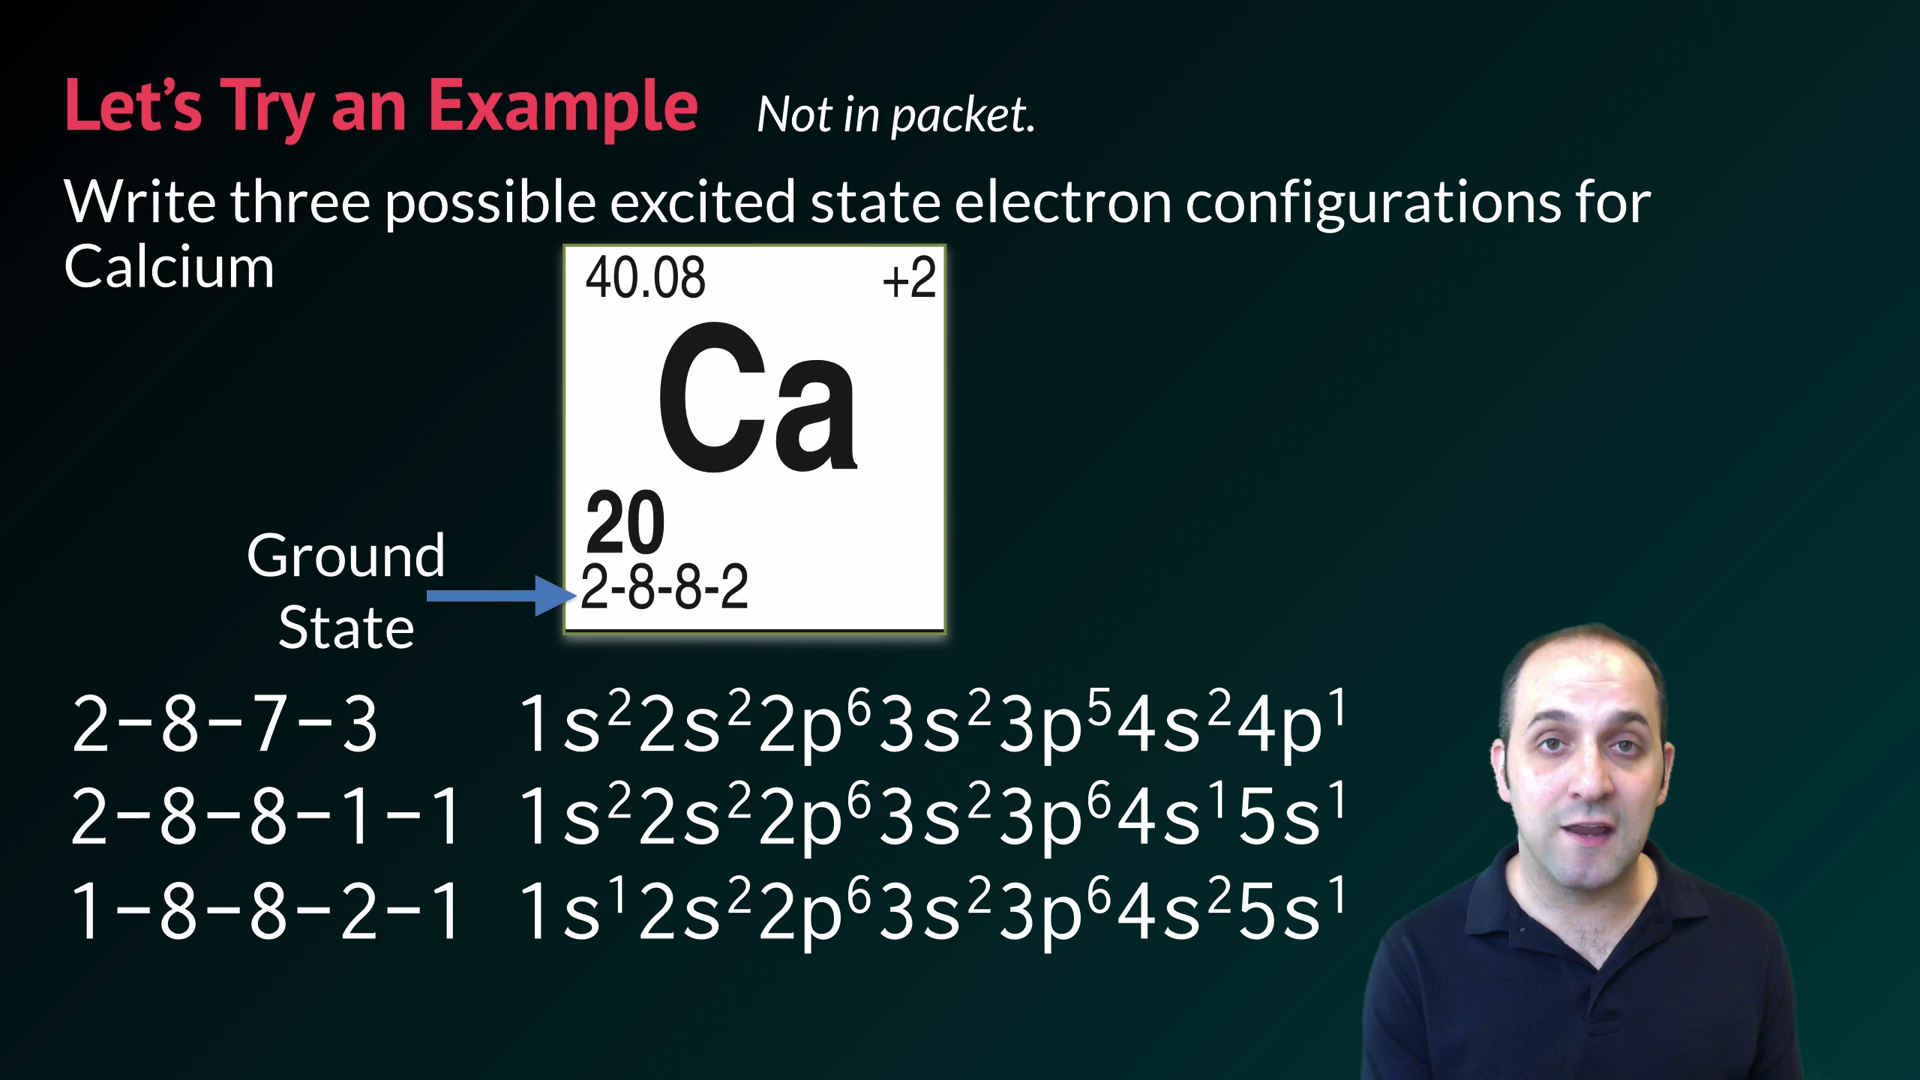 Let's Try an Example Not in packet.
Write three possible excited state electron configurations for
Calcium
40.08 +2
Ca
20
2-8-8-2
Ground
State
2-8-7-3 1s²2s²2p⁶3s²3p⁵4s²4p¹
2-8-8-1-1 1s²2s²2p⁶3s²3p⁶4s¹5s¹
1-8-8-2-1 1s¹2s²2p⁶3s²3p⁶4s²5s¹